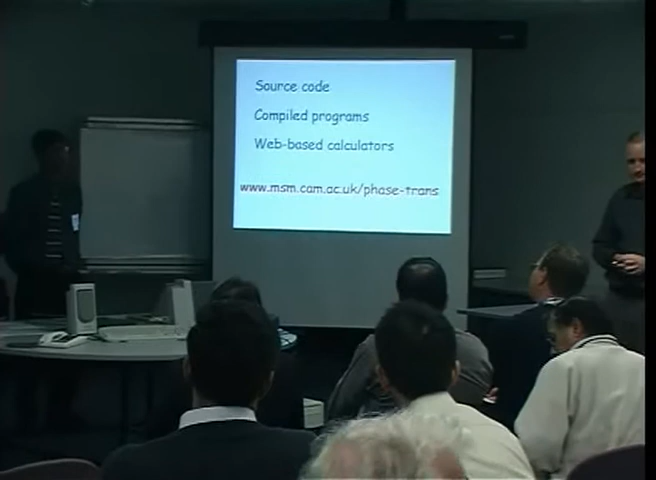 Source code
Compiled programs
Web-based calculators
www.msm.cam.ac.uk/phase-trans